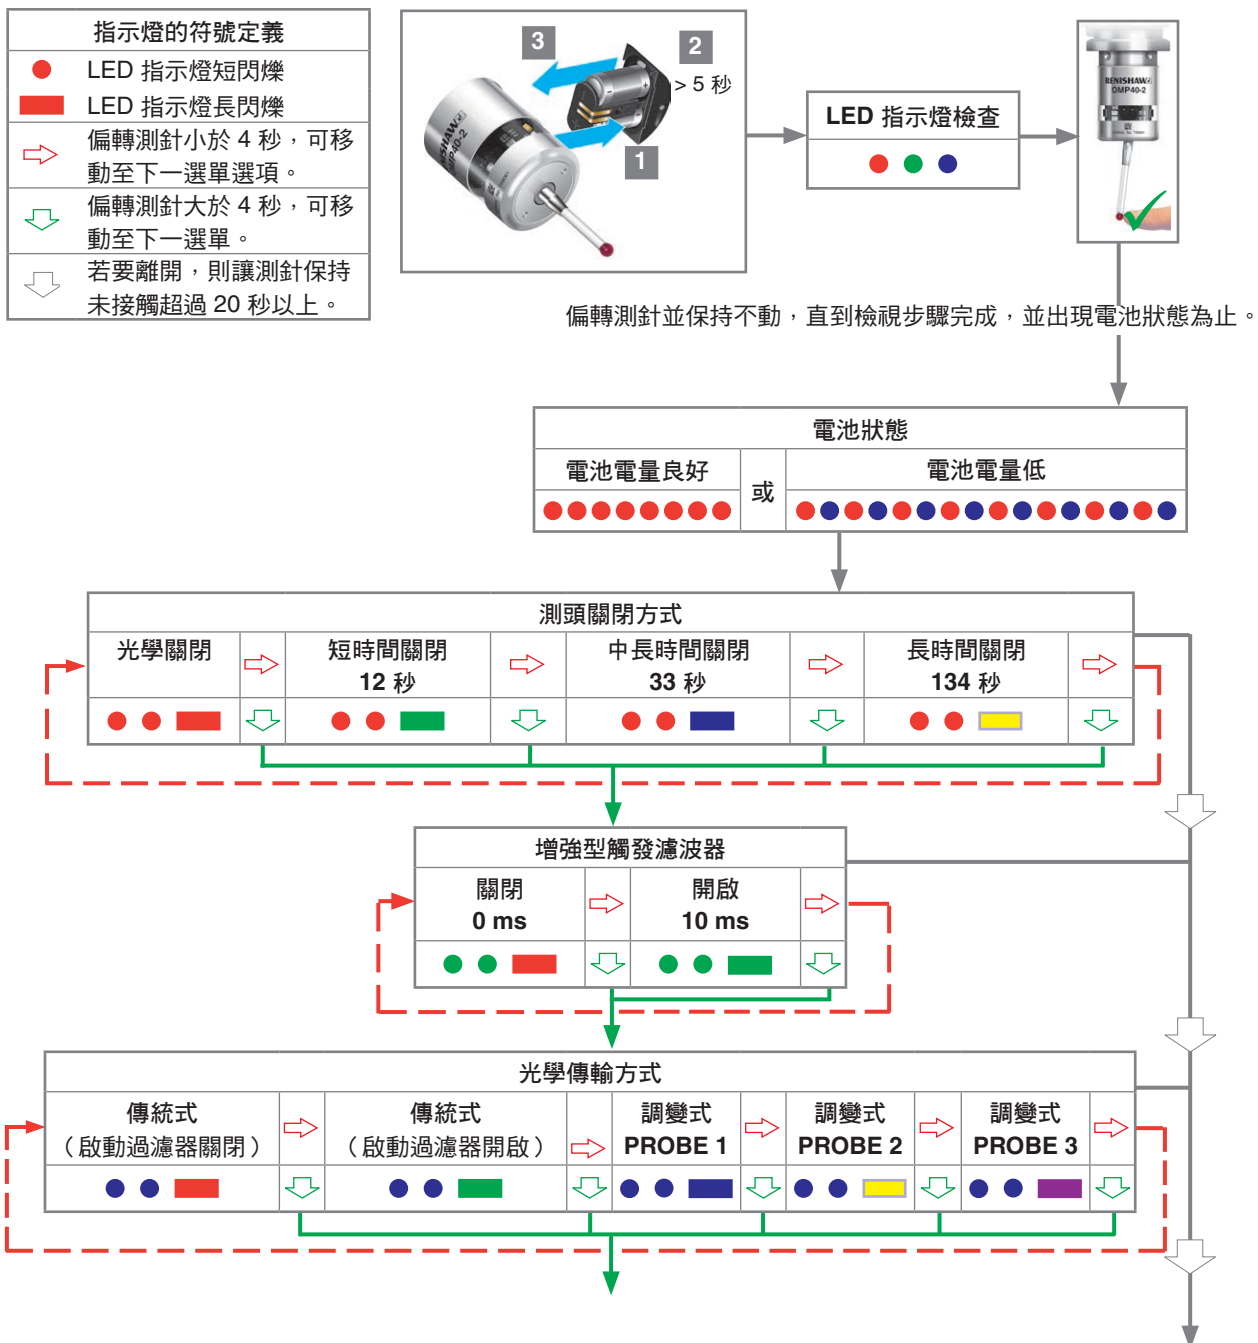 指示燈的符號定義
LED 指示燈短閃爍
LED 指示燈長閃爍
偏轉測針小於 4 秒，可移
動至下一選單選項。
偏轉測針大於 4 秒，可移
動至下一選單。
若要離開，則讓測針保持
未接觸超過 20 秒以上。
3
2
> 5 秒
1
RENISHAW
OMP40-2
LED 指示燈檢查
RENISHAW
OMP40-2
偏轉測針並保持不動，直到檢視步驟完成，並出現電池狀態為止。
電池狀態
電池電量良好
或
電池電量低
測頭關閉方式
光學關閉
短時間關閉
12 秒
中長時間關閉
33 秒
長時間關閉
134 秒
增強型觸發濾波器
關閉
0 ms
開啟
10 ms
光學傳輸方式
傳統式
（啟動過濾器關閉）
傳統式
（啟動過濾器開啟）
調變式
PROBE 1
調變式
PROBE 2
調變式
PROBE 3